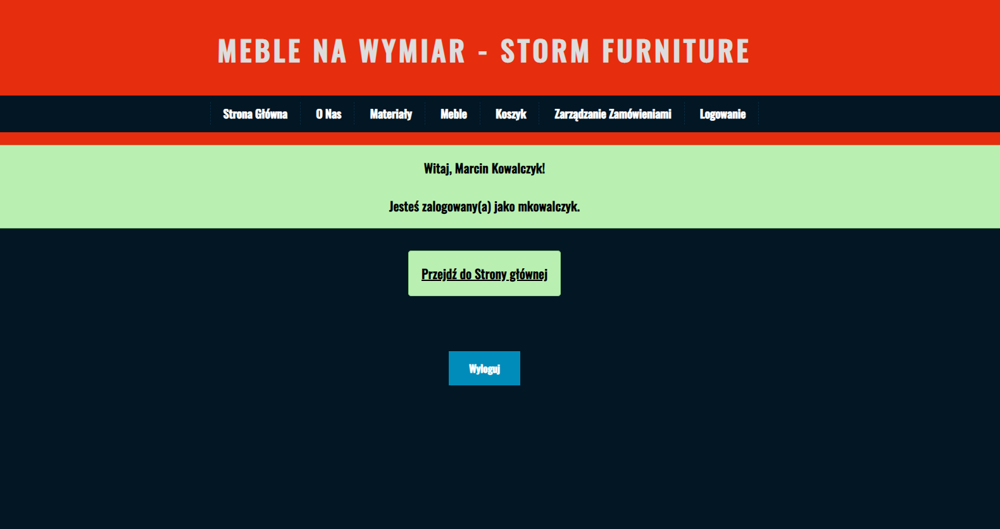 MEBLE NA WYMIAR - STORM FURNITURE
Strona Główna O Nas Materiały Meble Koszyk Zarządzanie Zamówieniami Logowanie
Witaj, Marcin Kowalczyk!
Jesteś zalogowany(a) jako mkowalczyk.
Przejdź do Strony głównej
Wyloguj